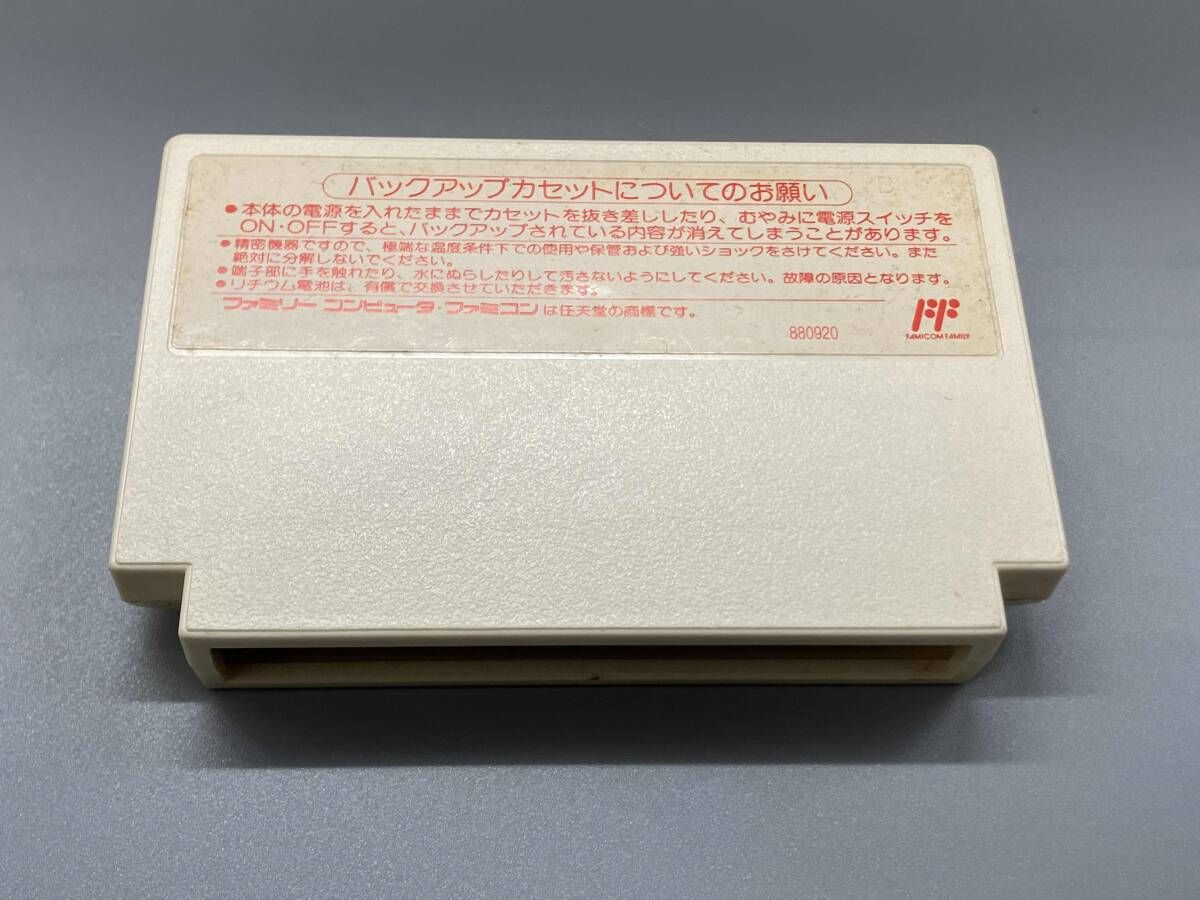 バックアップカセットについてのお願い
●本体の電源を入れたままでカセットを抜き差ししたり、むやみに電源スイッチを
ON・OFFすると、バックアップされている内容が消えてしまうことがあります。
●精密機器ですので、極端な温度条件下での使用や保管および強いショックをさけてください。また
絶対に分解しないでください。
●端子部に手を触れたり、水にぬらしたりして汚さないようにしてください。故障の原因となります。
●リチウム電池は、有償で交換させていただきます。
ファミリー コンピュータ・ファミコンは任天堂の商標です。
880920
FAMICOM FAMILY